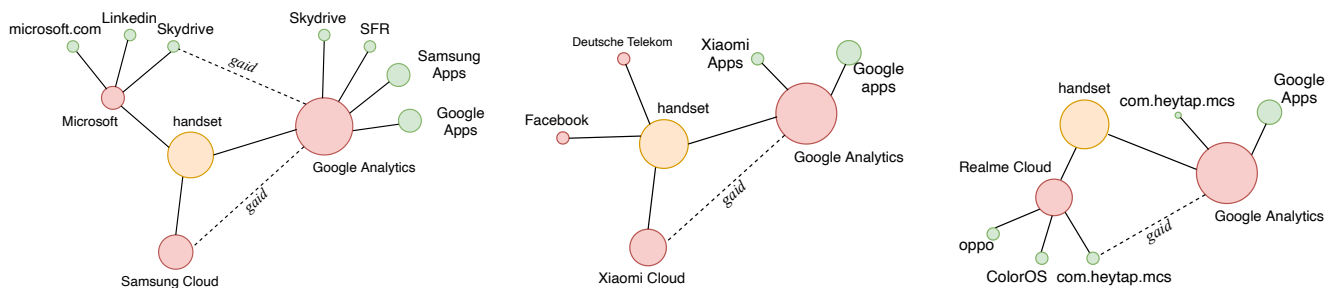 microsoft.com
Linkedin
Skydrive
Skydrive
SFR
gaid
Samsung
Apps
Google
Apps
Microsoft
handset
Google Analytics
gaid
Samsung Cloud
Deutsche Telekom
Xiaomi
Apps
Google
apps
handset
Facebook
Google Analytics
gaid
Xiaomi Cloud
handset
Google
Apps
com.heytap.mcs
Realme Cloud
Google Analytics
gaid
oppo
ColorOS
com.heytap.mcs